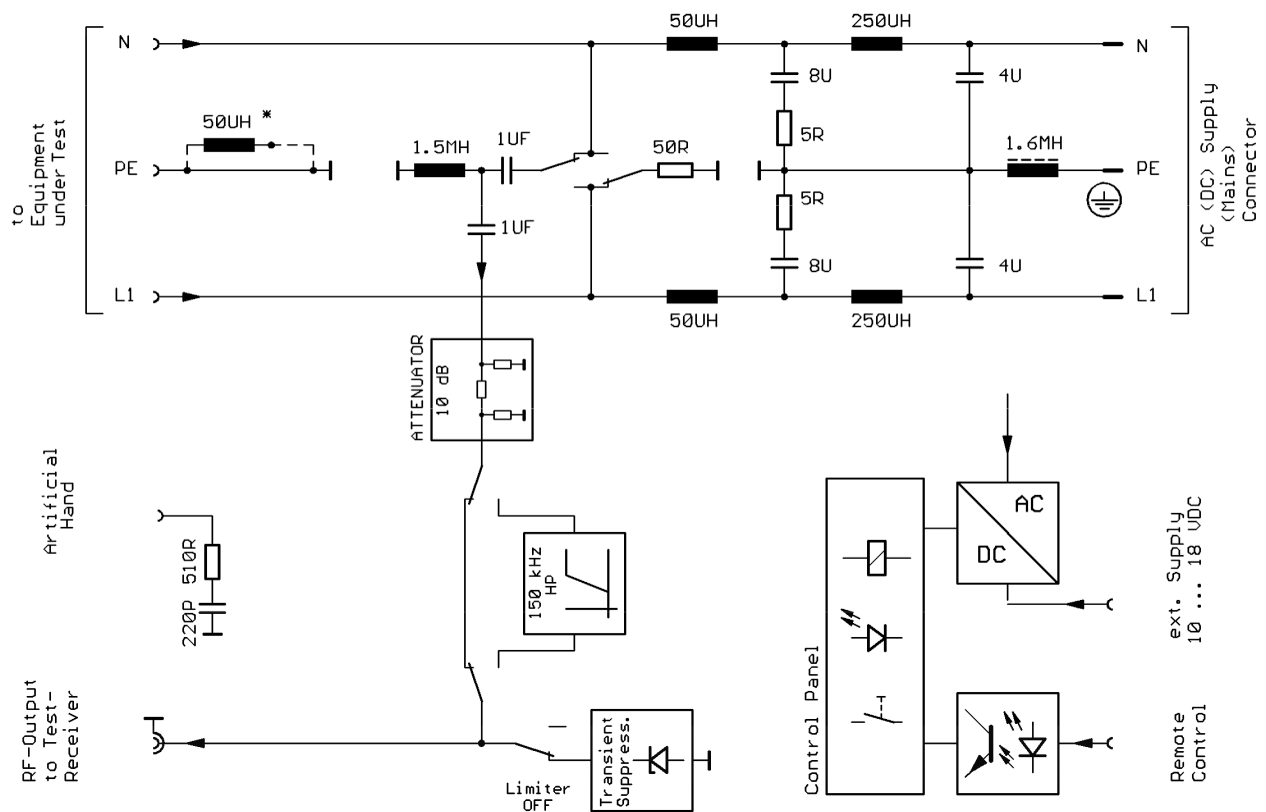 50UH
250UH
N
N
8U
4U
50UH *
1UF
5R
1.5MH
50R
1.6MH
PE
PE
to
Equipment
under Test
AC (DC) Supply
(Mains)
Connector
5R
1UF
8U
4U
L1
L1
50UH
250UH
ATTENUATOR
10 dB
Artificial
Hand
510R
220P
150 kHz
HP
AC
DC
ext. Supply
10 ... 18 VDC
Control Panel
RF-Output
to Test-
Receiver
Limiter
OFF
Transient
Suppress.
Remote
Control